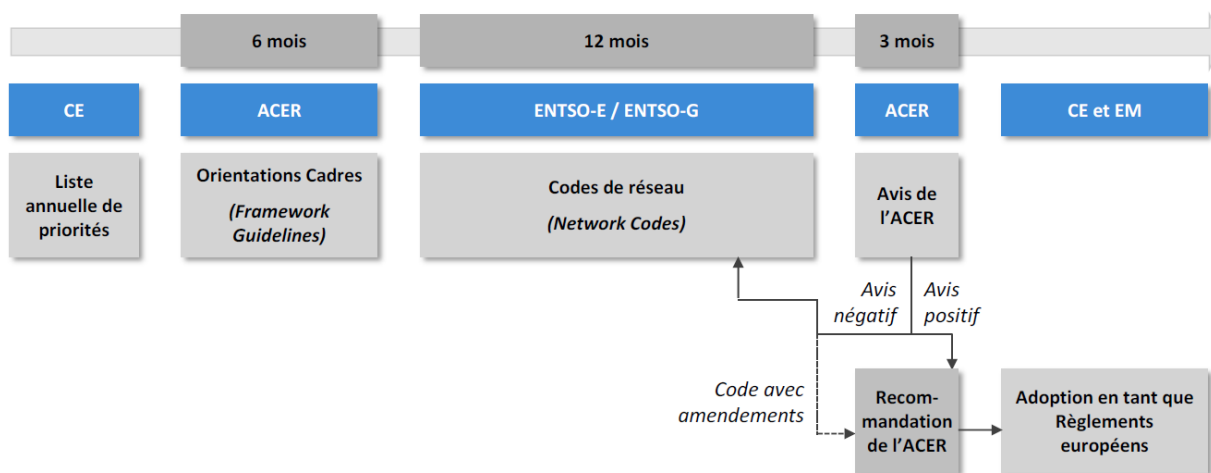 6 mois
12 mois
3 mois
CE
ACER
ENTSO-E / ENTSO-G
ACER
CE et EM
Liste
annuelle de
priorités
Orientations Cadres
(Framework
Guidelines)
Codes de réseau
(Network Codes)
Avis de
l’ACER
Avis
négatif
Avis
positif
Code avec
amendements
Recom-
mandation
de l’ACER
Adoption en tant que
Règlements
européens